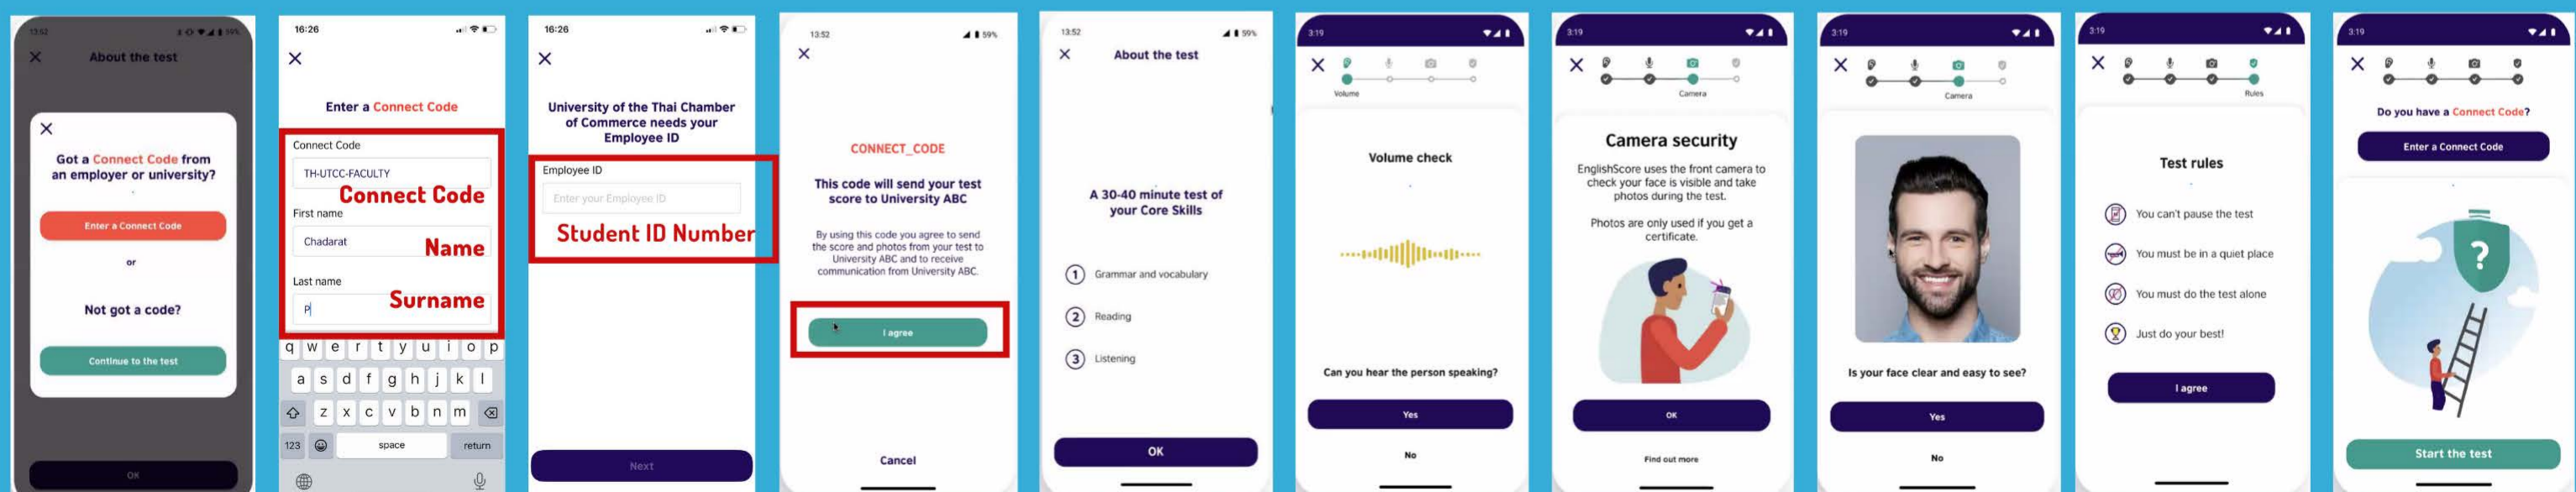 13:52
59%
About the test
Got a Connect Code from
an employer or university?
Enter a Connect Code
or
Not got a code?
Continue to the test
OK
16:26
Enter a Connect Code
Connect Code
TH-UTCC-FACULTY
Connect Code
First name
Chadarat
Name
Last name
P
Surname
q w e r t y u i o p
a s d f g h j k l
z x c v b n m
123
space
return
16:26
University of the Thai Chamber
of Commerce needs your
Employee ID
Employee ID
Enter your Employee ID
Student ID Number
Next
13:52
59%
CONNECT_CODE
This code will send your test
score to University ABC
By using this code you agree to send
the score and photos from your test to
University ABC and to receive
communication from University ABC.
I agree
Cancel
13:52
59%
About the test
A 30-40 minute test of
your Core Skills
1 Grammar and vocabulary
2 Reading
3 Listening
OK
3:19
Volume
Volume check
Can you hear the person speaking?
Yes
No
3:19
Camera
Camera security
EnglishScore uses the front camera to
check your face is visible and take
photos during the test.
Photos are only used if you get a
certificate.
OK
Find out more
3:19
Camera
Is your face clear and easy to see?
Yes
No
3:19
Rules
Test rules
You can't pause the test
You must be in a quiet place
You must do the test alone
Just do your best!
I agree
3:19
Do you have a Connect Code?
Enter a Connect Code
?
Start the test